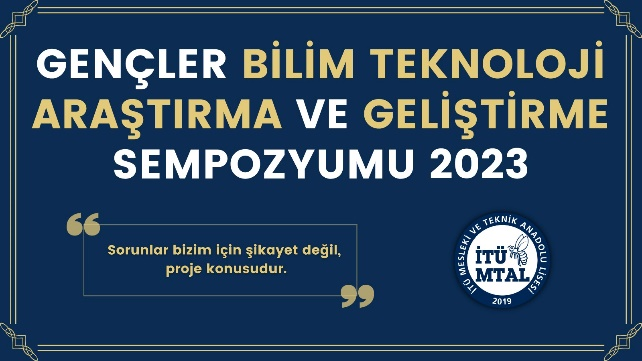 GENÇLER BİLİM TEKNOLOJİ
ARAŞTIRMA VE GELİŞTİRME
SEMPOZYUMU 2023
Sorunlar bizim için şikayet değil,
proje konusudur.
İTÜ MESLEKİ VE TEKNİK ANADOLU LİSESİ
İTÜ
MTAL
2019